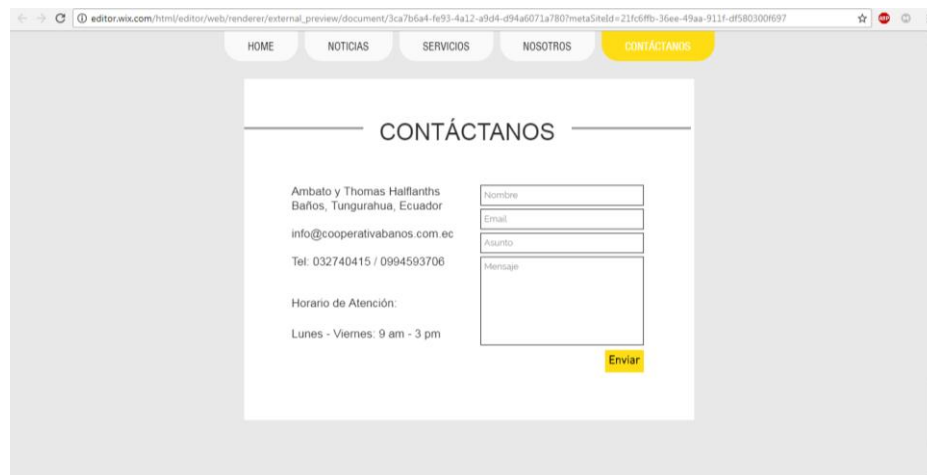 editor.wix.com/html/editor/web/renderer/external_preview/document/3ca7b6a4-fe93-4a12-a9d4-d94a6071a780?metaSiteId=21fc6ffb-36ee-49aa-911f-df580300f697
HOME NOTICIAS SERVICIOS NOSOTROS CONTÁCTANOS
CONTÁCTANOS
Ambato y Thomas Halflanths
Baños, Tungurahua, Ecuador
info@cooperativabanos.com.ec
Tel: 032740415 / 0994593706
Horario de Atención:
Lunes - Viernes: 9 am - 3 pm
Nombre
Email
Asunto
Mensaje
Enviar